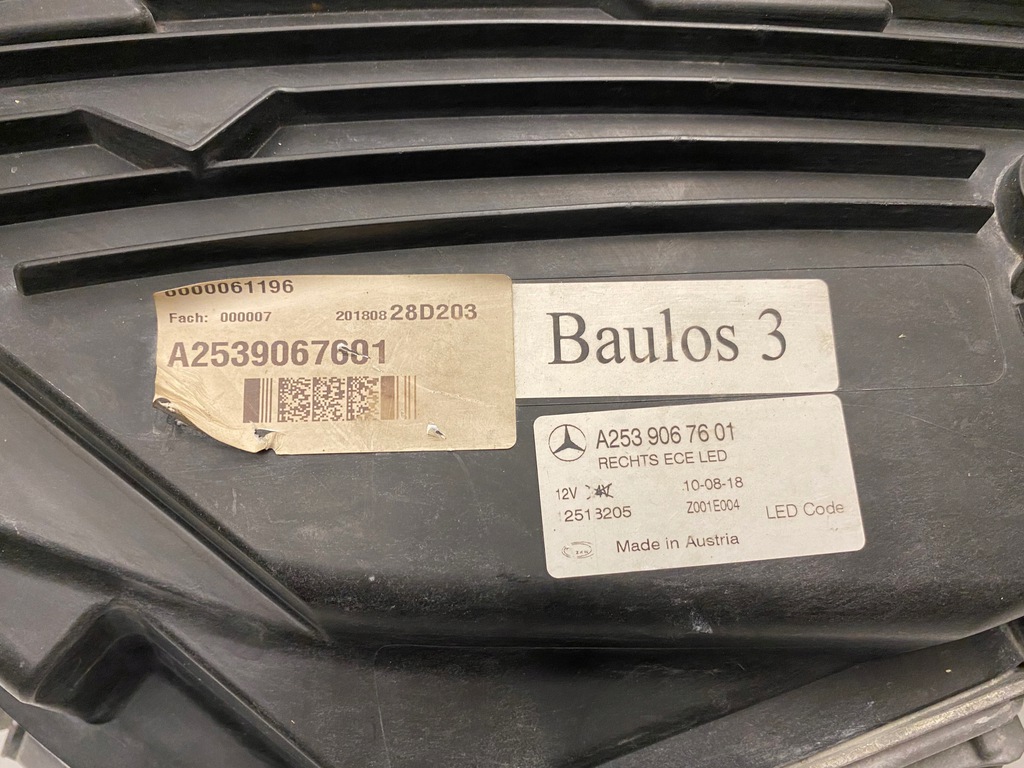 0000061196
Fach: 000007 201808 28D203
A2539067601
Baulos 3
A253 906 76 01
RECHTS ECE LED
12V 10-08-18
12513205 Z001E004 LED Code
Made in Austria